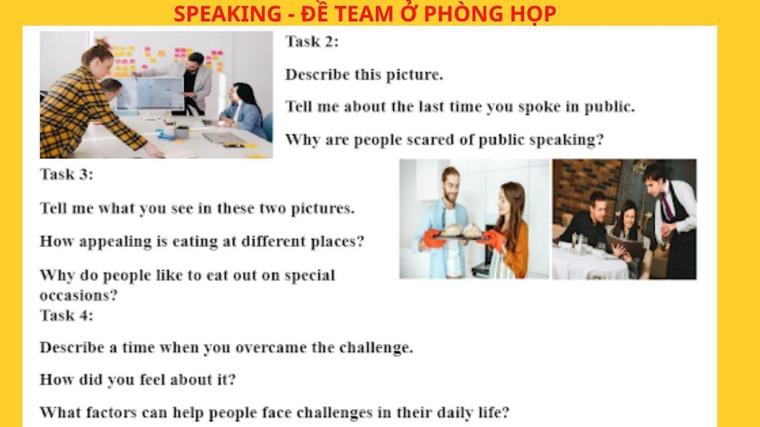 SPEAKING - ĐỀ TEAM Ở PHÒNG HỌP
Task 2:
Describe this picture.
Tell me about the last time you spoke in public.
Why are people scared of public speaking?
Task 3:
Tell me what you see in these two pictures.
How appealing is eating at different places?
Why do people like to eat out on special
occasions?
Task 4:
Describe a time when you overcame the challenge.
How did you feel about it?
What factors can help people face challenges in their daily life?